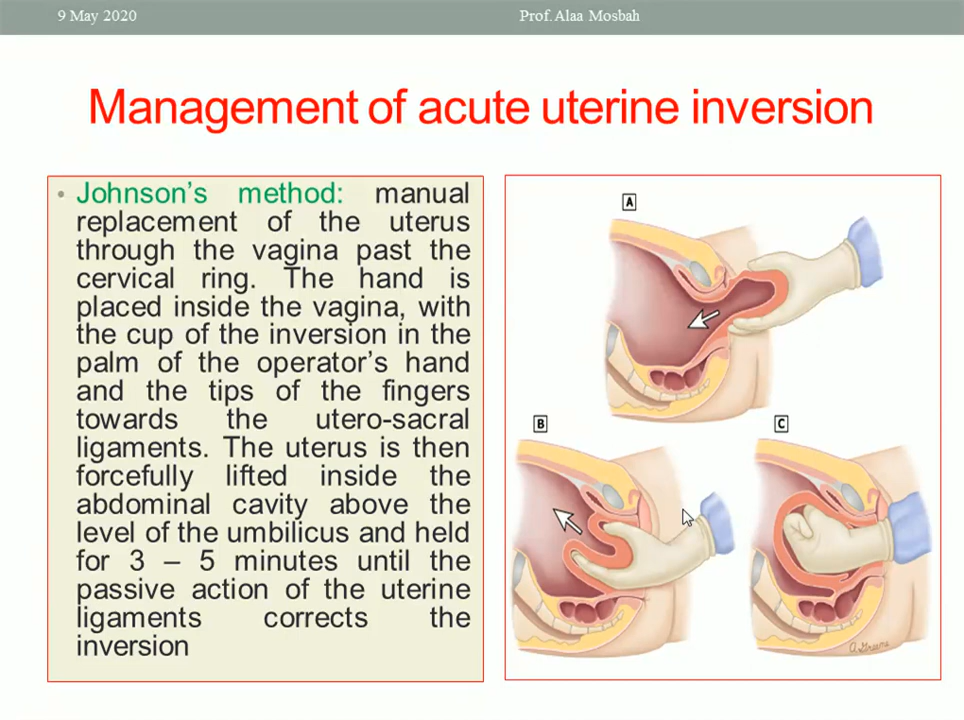 9 May 2020
Prof.Alaa Mosbah
Management of acute uterine inversion
• Johnson's method: manual
replacement of the uterus
through the vagina past the
cervical ring. The hand is
placed inside the vagina, with
the cup of the inversion in the
palm of the operator's hand
and the tips of the fingers
towards the utero-sacral
ligaments. The uterus is then
forcefully lifted inside the
abdominal cavity above the
level of the umbilicus and held
for 3 – 5 minutes until the
passive action of the uterine
ligaments corrects the
inversion
A
B
C
A.Greene